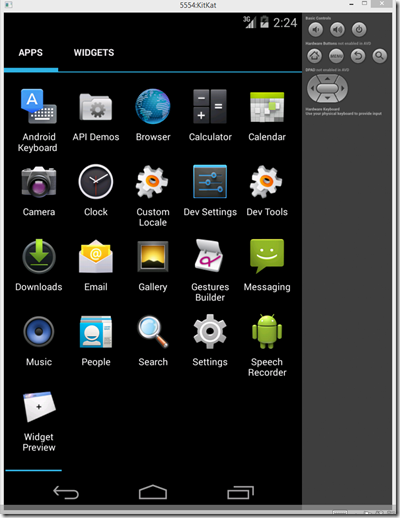 5554:KitKat
3G 2:24
APPS WIDGETS
Android Keyboard
API Demos
Browser
Calculator
Calendar
Camera
Clock
Custom Locale
Dev Settings
Dev Tools
Downloads
Email
Gallery
Gestures Builder
Messaging
Music
People
Search
Settings
Speech Recorder
Widget Preview
Basic Controls
Hardware Buttons not enabled in AVD
MENU
DPAD not enabled in AVD
Hardware Keyboard
Use your physical keyboard to provide input